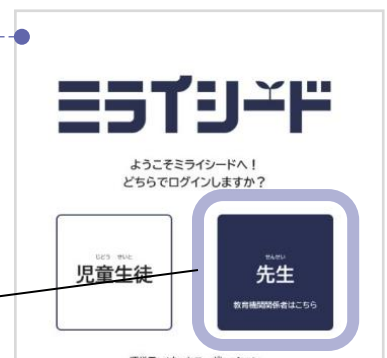 ミライシード
ようこそミライシードへ！
どちらでログインしますか？
じどう せいと
児童生徒
せんせい
先生
教育機関関係者はこちら